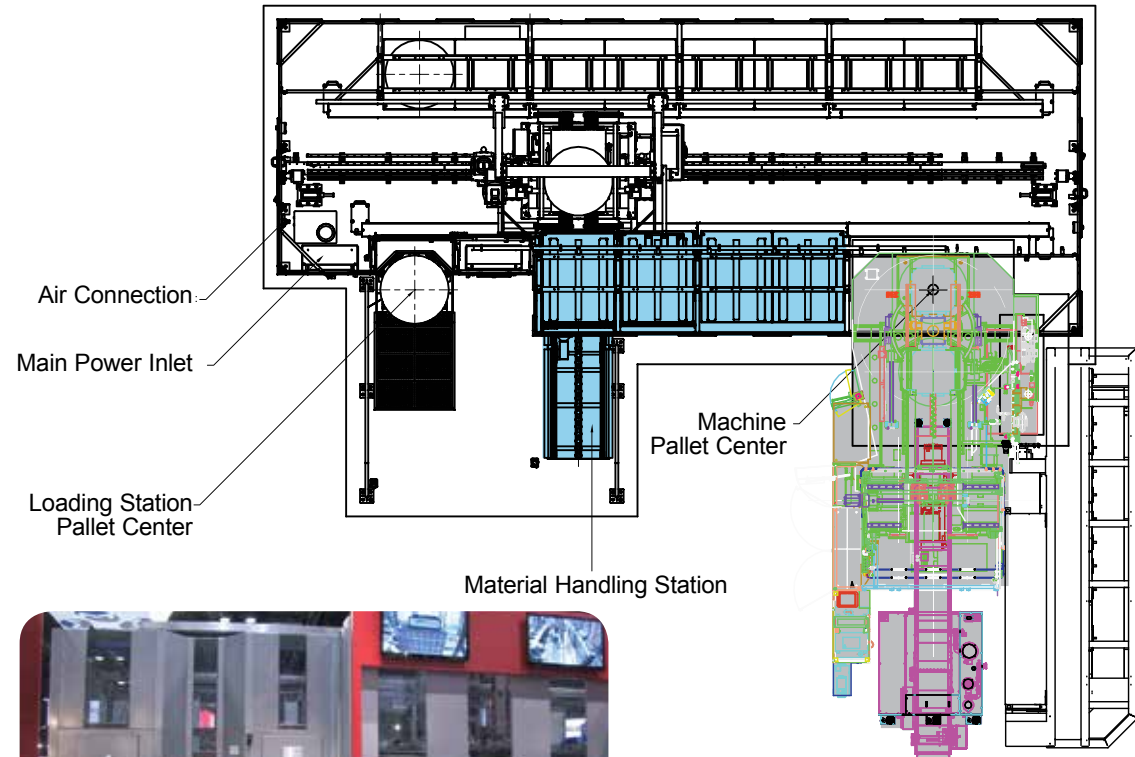 Air Connection
Main Power Inlet
Machine
Pallet Center
Loading Station
Pallet Center
Material Handling Station